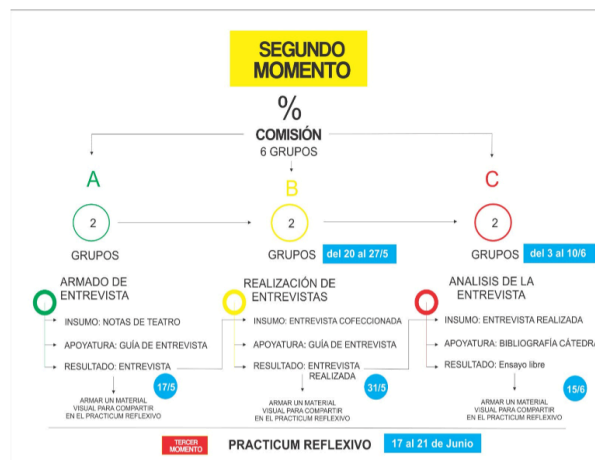 SEGUNDO
MOMENTO
%
COMISIÓN
6 GRUPOS
A
B
C
2
2
2
GRUPOS
GRUPOS
del 20 al 27/5
GRUPOS
del 3 al 10/6
ARMADO DE
ENTREVISTA
INSUMO: NOTAS DE TEATRO
APOYATURA: GUÍA DE ENTREVISTA
RESULTADO: ENTREVISTA
17/5
ARMAR UN MATERIAL
VISUAL PARA COMPARTIR
EN EL PRACTICUM REFLEXIVO
REALIZACIÓN DE
ENTREVISTAS
INSUMO: ENTREVISTA COFECCIONADA
APOYATURA: GUÍA DE ENTREVISTA
RESULTADO: ENTREVISTA
REALIZADA
31/5
ARMAR UN MATERIAL
VISUAL PARA COMPARTIR
EN EL PRACTICUM REFLEXIVO
ANALISIS DE LA
ENTREVISTA
INSUMO: ENTREVISTA REALIZADA
APOYATURA: BIBLIOGRAFÍA CÁTEDRA
RESULTADO: Ensayo libre
15/6
ARMAR UN MATERIAL
VISUAL PARA COMPARTIR
EN EL PRACTICUM REFLEXIVO
TERCER
MOMENTO
PRACTICUM REFLEXIVO
17 al 21 de Junio